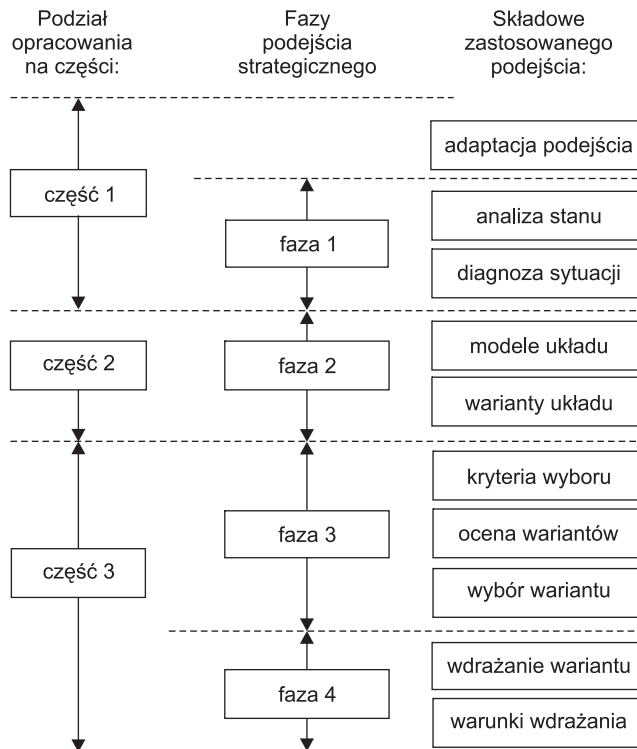 Podział
opracowania
na części:
Fazy
podejścia
strategicznego
Składowe
zastosowanego
podejścia:
adaptacja podejścia
część 1
analiza stanu
faza 1
diagnoza sytuacji
modele układu
część 2
faza 2
warianty układu
kryteria wyboru
faza 3
ocena wariantów
część 3
wybór wariantu
wdrażanie wariantu
faza 4
warunki wdrażania